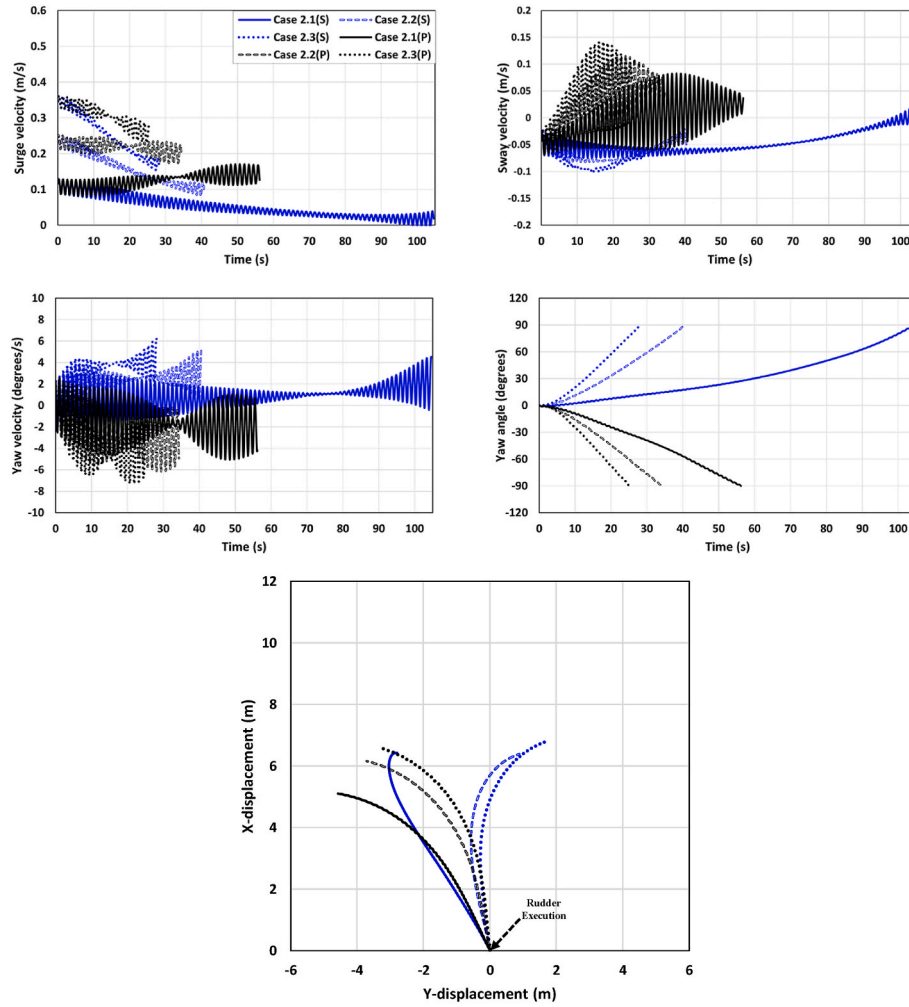 Surge velocity (m/s)
0.6
0.5
0.4
0.3
0.2
0.1
0
Case 2.1(S) Case 2.2(S)
Case 2.3(S) Case 2.1(P)
Case 2.2(P) Case 2.3(P)
0 10 20 30 40 50 60 70 80 90 100
Time (s)
Sway velocity (m/s)
0.2
0.15
0.1
0.05
0
-0.05
-0.1
-0.15
-0.2
0 10 20 30 40 50 60 70 80 90 100
Time (s)
Yaw velocity (degrees/s)
10
8
6
4
2
0
-2
-4
-6
-8
-10
0 10 20 30 40 50 60 70 80 90 100
Time (s)
Yaw angle (degrees)
120
90
60
30
0
-30
-60
-90
-120
0 10 20 30 40 50 60 70 80 90 100
Time (s)
X-displacement (m)
12
10
8
6
4
2
0
Rudder
Execution
-6 -4 -2 0 2 4 6
Y-displacement (m)